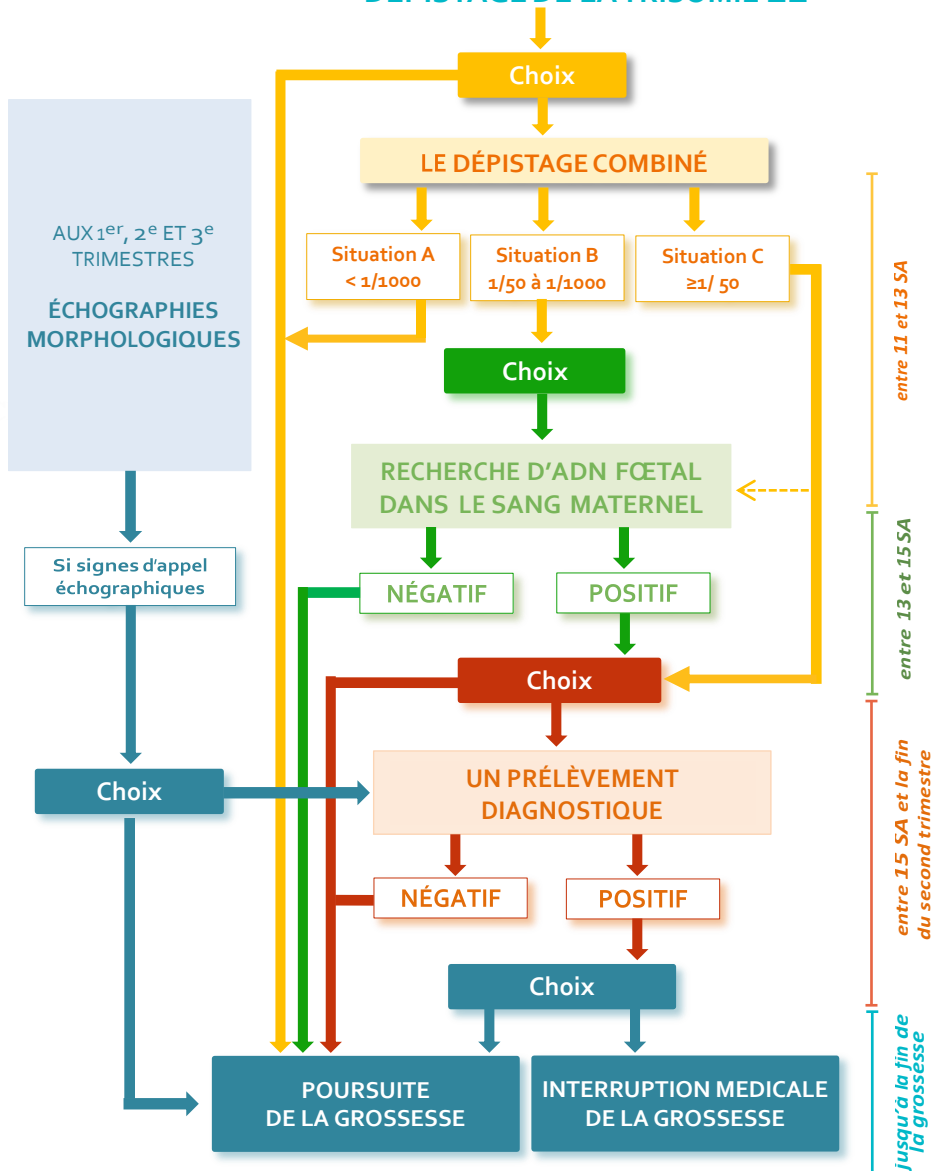 Choix
LE DÉPISTAGE COMBINÉ
Situation A
< 1/1000
Situation B
1/50 à 1/1000
Situation C
≥1/ 50
AUX 1er, 2e ET 3e
TRIMESTRES
ÉCHOGRAPHIES
MORPHOLOGIQUES
Choix
RECHERCHE D'ADN FŒTAL
DANS LE SANG MATERNEL
Si signes d'appel
échographiques
NÉGATIF
POSITIF
Choix
Choix
UN PRÉLÈVEMENT
DIAGNOSTIQUE
NÉGATIF
POSITIF
Choix
POURSUITE
DE LA GROSSESSE
INTERRUPTION MEDICALE
DE LA GROSSESSE
entre 11 et 13 SA
entre 13 et 15 SA
entre 15 SA et la fin
du second trimestre
jusqu'à la fin de
la grossesse